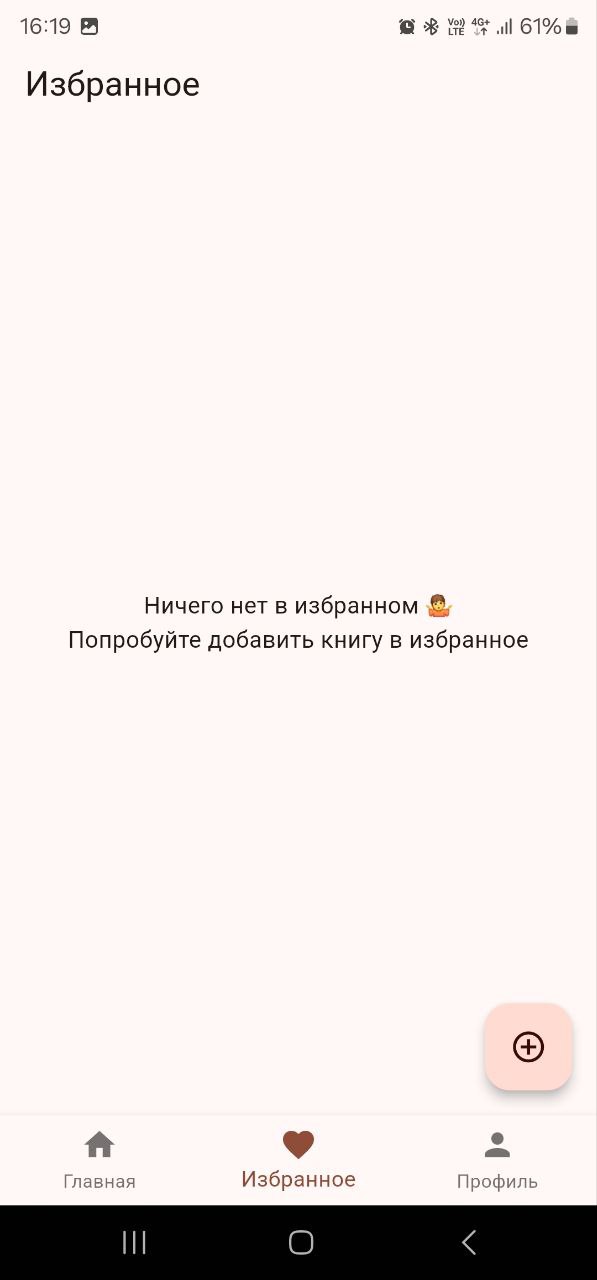 16:19 Vo)) LTE 4G+ 61%
Избранное
Ничего нет в избранном 🤷
Попробуйте добавить книгу в избранное
Главная Избранное Профиль